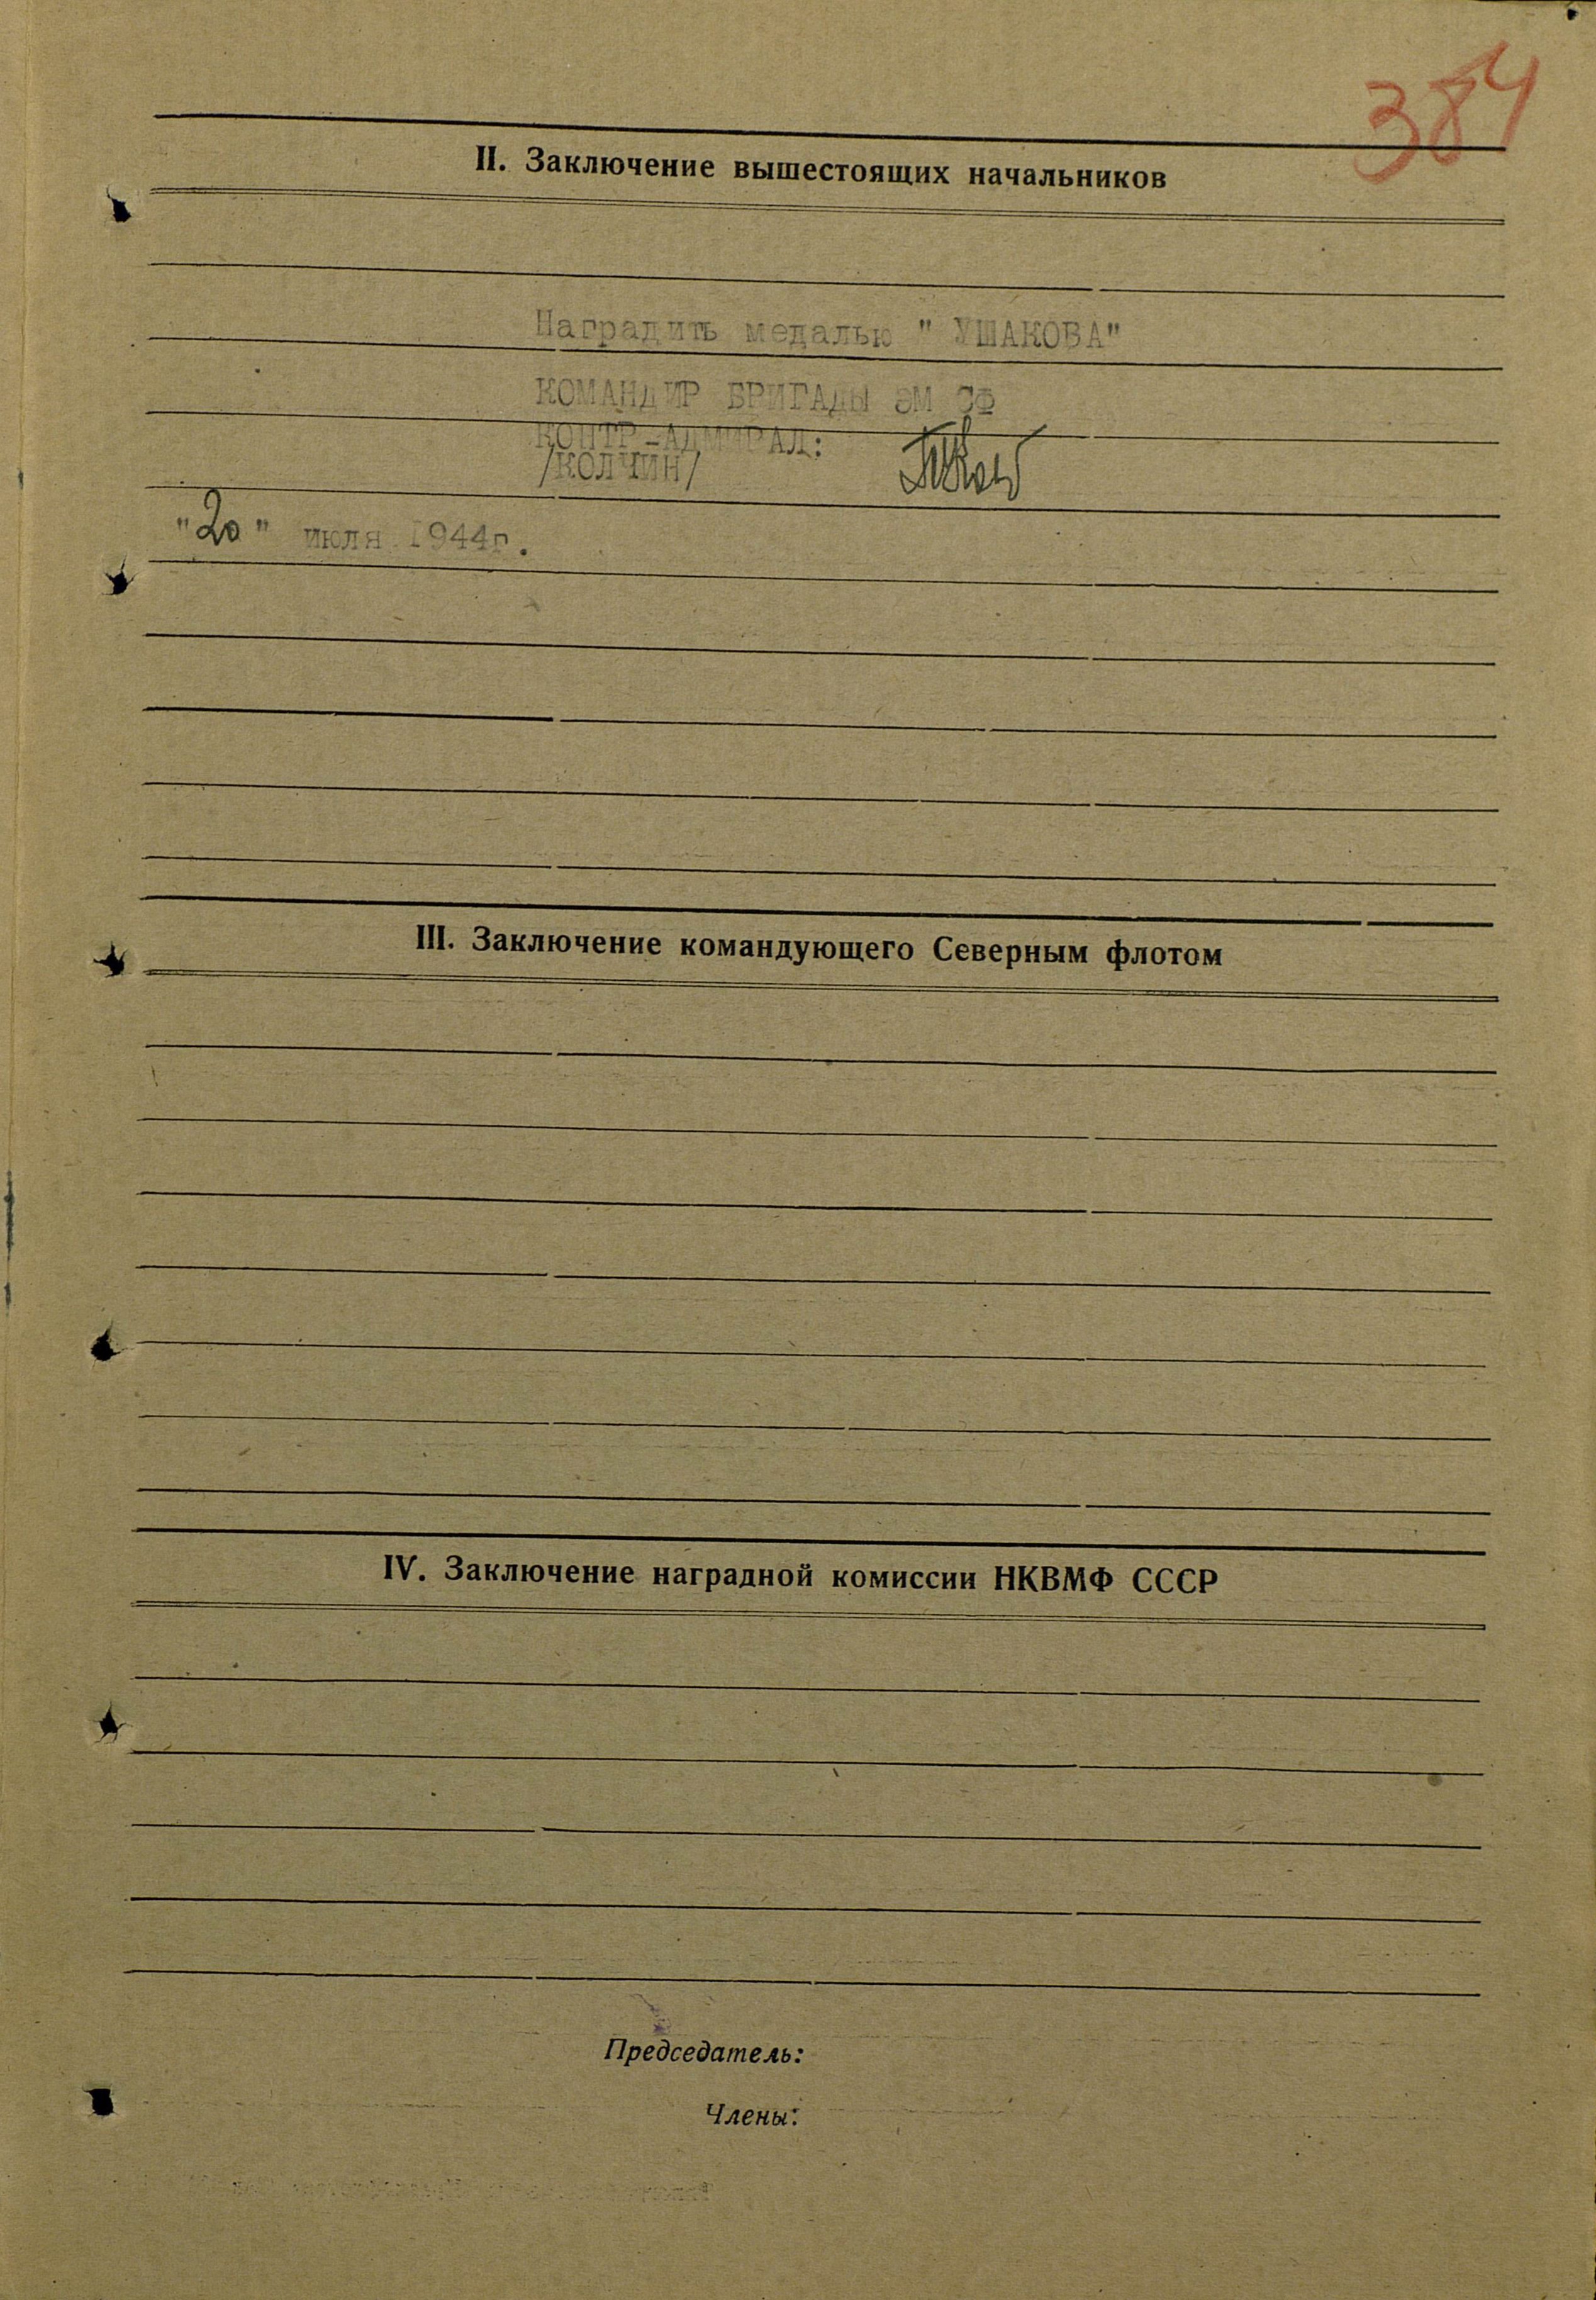 384
II. Заключение вышестоящих начальников
Наградить медалью " УШАКОВА"
КОМАНДИР БРИГАДЫ ЭМ СФ
КОНТР-АДМИРАЛ:
/КОЛЧИН/
"20" июля 1944г.
III. Заключение командующего Северным флотом
IV. Заключение наградной комиссии НКВМФ СССР
Председатель:
Члены: